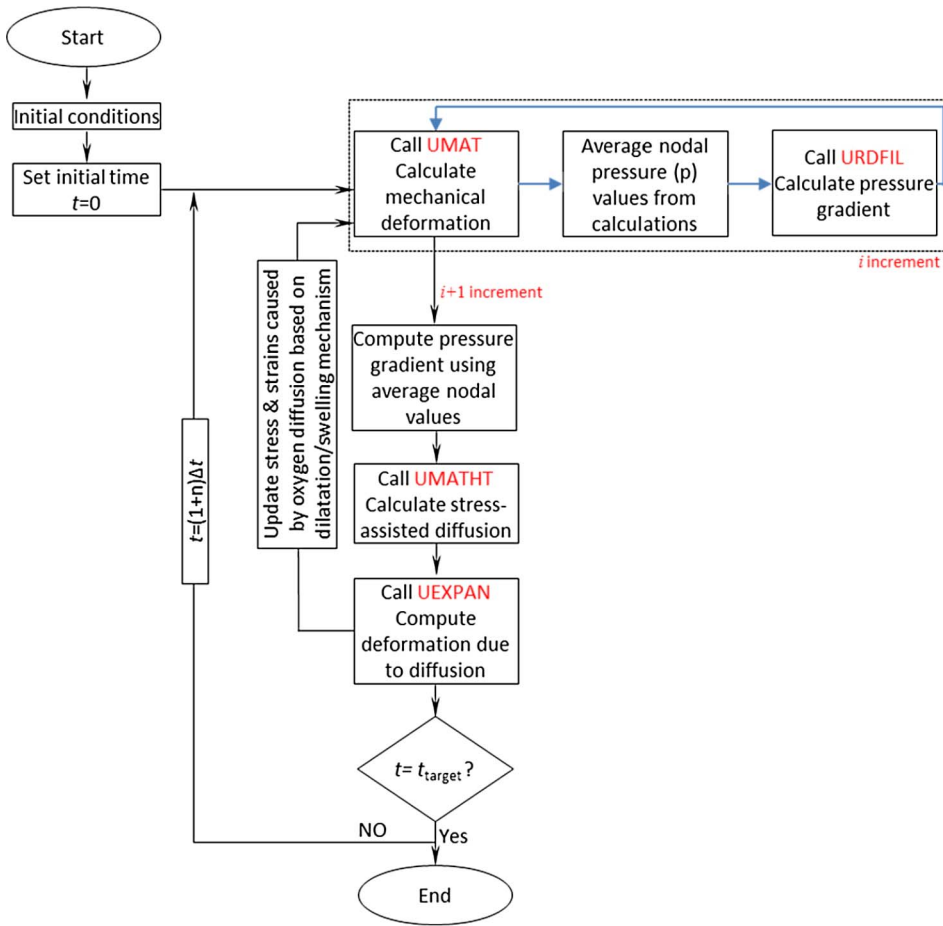 Start
Initial conditions
Set initial time
t=0
Call UMAT
Calculate
mechanical
deformation
Average nodal
pressure (p)
values from
calculations
Call URDFIL
Calculate pressure
gradient
i increment
i+1 increment
Compute pressure
gradient using
average nodal
values
Call UMATHT
Calculate stress-
assisted diffusion
Call UEXPAN
Compute
deformation due
to diffusion
Update stress & strains caused
by oxygen diffusion based on
dilatation/swelling mechanism
t=(1+n)Δt
t= ttarget?
NO
Yes
End